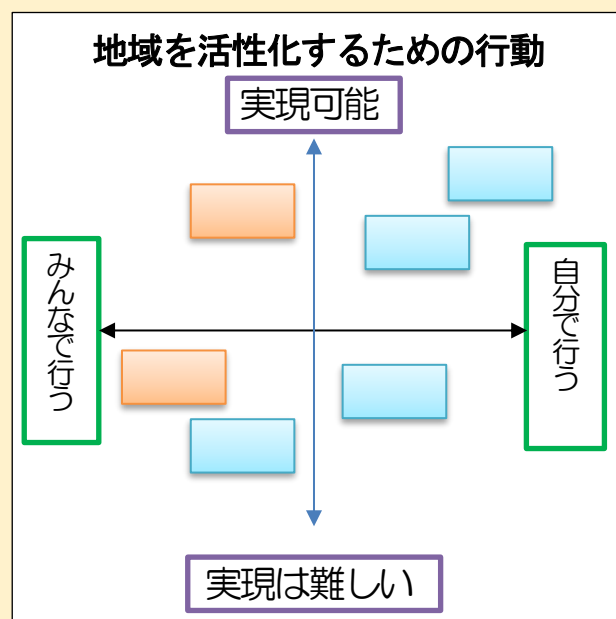 地域を活性化するための行動
実現可能
みんなで行う
自分で行う
実現は難しい